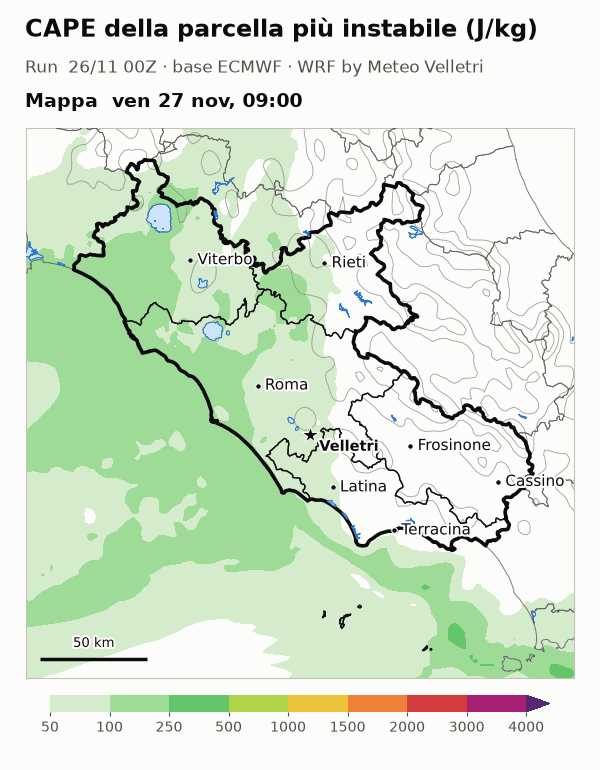 CAPE della parcella più instabile (J/kg)
Run  26/11 00Z · base ECMWF · WRF by Meteo Velletri
Mappa  ven 27 nov, 09:00
Viterbo
Rieti
Roma
Velletri
Frosinone
Cassino
Latina
Terracina
50 km
50 100 250 500 1000 1500 2000 3000 4000